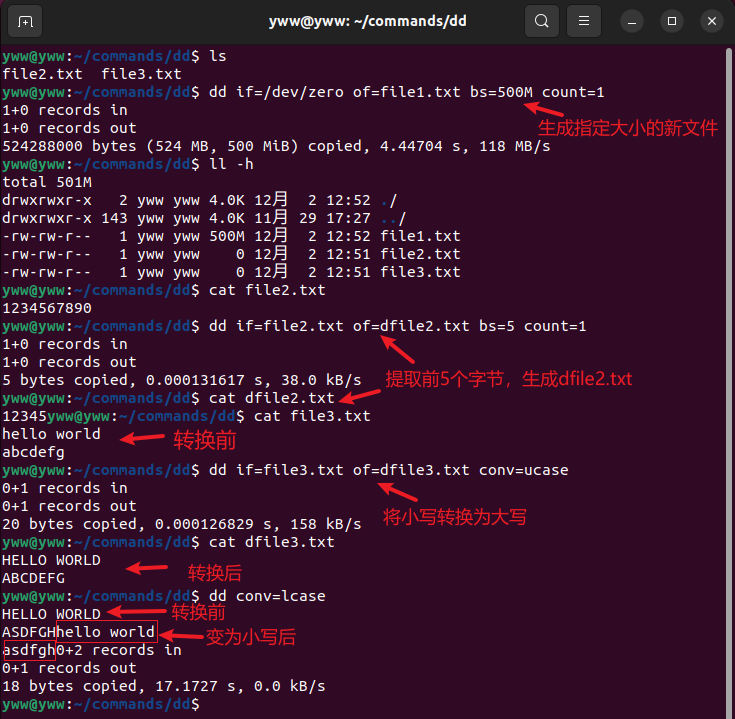 yww@yww: ~/commands/dd
yww@yww:~/commands/dd$ ls
file2.txt  file3.txt
yww@yww:~/commands/dd$ dd if=/dev/zero of=file1.txt bs=500M count=1
1+0 records in
1+0 records out
生成指定大小的新文件
524288000 bytes (524 MB, 500 MiB) copied, 4.44704 s, 118 MB/s
yww@yww:~/commands/dd$ ll -h
total 501M
drwxrwxr-x   2 yww yww 4.0K 12月  2 12:52 ./
drwxrwxr-x 143 yww yww 4.0K 11月 29 17:27 ../
-rw-rw-r--   1 yww yww 500M 12月  2 12:52 file1.txt
-rw-rw-r--   1 yww yww    0 12月  2 12:51 file2.txt
-rw-rw-r--   1 yww yww    0 12月  2 12:51 file3.txt
yww@yww:~/commands/dd$ cat file2.txt
1234567890
yww@yww:~/commands/dd$ dd if=file2.txt of=dfile2.txt bs=5 count=1
1+0 records in
1+0 records out
5 bytes copied, 0.000131617 s, 38.0 kB/s
提取前5个字节，生成dfile2.txt
yww@yww:~/commands/dd$ cat dfile2.txt
12345yww@yww:~/commands/dd$ cat file3.txt
hello world
转换前
abcdefg
yww@yww:~/commands/dd$ dd if=file3.txt of=dfile3.txt conv=ucase
0+1 records in
0+1 records out
将小写转换为大写
20 bytes copied, 0.000126829 s, 158 kB/s
yww@yww:~/commands/dd$ cat dfile3.txt
HELLO WORLD
转换后
ABCDEFG
yww@yww:~/commands/dd$ dd conv=lcase
HELLO WORLD 转换前
ASDFGHhello world 变为小写后
asdfgh0+2 records in
0+1 records out
18 bytes copied, 17.1727 s, 0.0 kB/s
yww@yww:~/commands/dd$